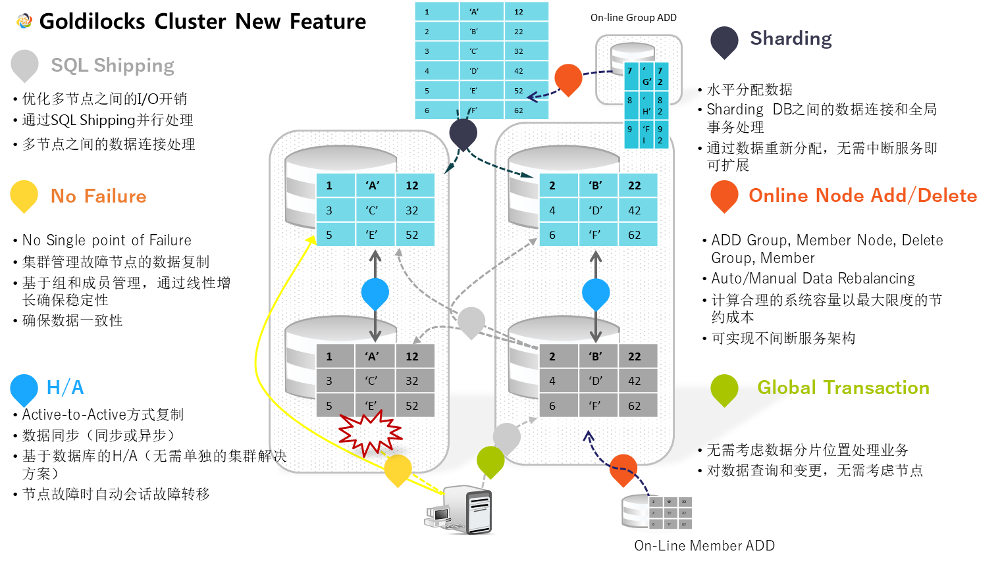 Goldilocks Cluster New Feature
SQL Shipping
• 优化多节点之间的I/O开销
• 通过SQL Shipping并行处理
• 多节点之间的数据连接处理
No Failure
• No Single point of Failure
• 集群管理故障节点的数据复制
• 基于组和成员管理，通过线性增
长确保稳定性
• 确保数据一致性
H/A
• Active-to-Active方式复制
• 数据同步（同步或异步）
• 基于数据库的H/A（无需单独的集群解决
方案）
• 节点故障时自动会话故障转移
1 ‘A’ 12
2 ‘B’ 22
3 ‘C’ 32
4 ‘D’ 42
5 ‘E’ 52
6 ‘F’ 62
On-line Group ADD
7 ‘G’ 72
8 ‘H’ 82
9 ‘FI 92
1 ‘A’ 12
3 ‘C’ 32
5 ‘E’ 52
2 ‘B’ 22
4 ‘D’ 42
6 ‘F’ 62
1 ‘A’ 12
3 ‘C’ 32
5 ‘E’ 52
2 ‘B’ 22
4 ‘D’ 42
6 ‘F’ 62
2 ‘B’ 22
4 ‘D’ 42
6 ‘F’ 62
On-Line Member ADD
Sharding
• 水平分配数据
• Sharding DB之间的数据连接和全局
事务处理
• 通过数据重新分配，无需中断服务即
可扩展
Online Node Add/Delete
• ADD Group, Member Node, Delete
Group, Member
• Auto/Manual Data Rebalancing
• 计算合理的系统容量以最大限度的节
约成本
• 可实现不间断服务架构
Global Transaction
• 无需考虑数据分片位置处理业务
• 对数据查询和变更，无需考虑节点